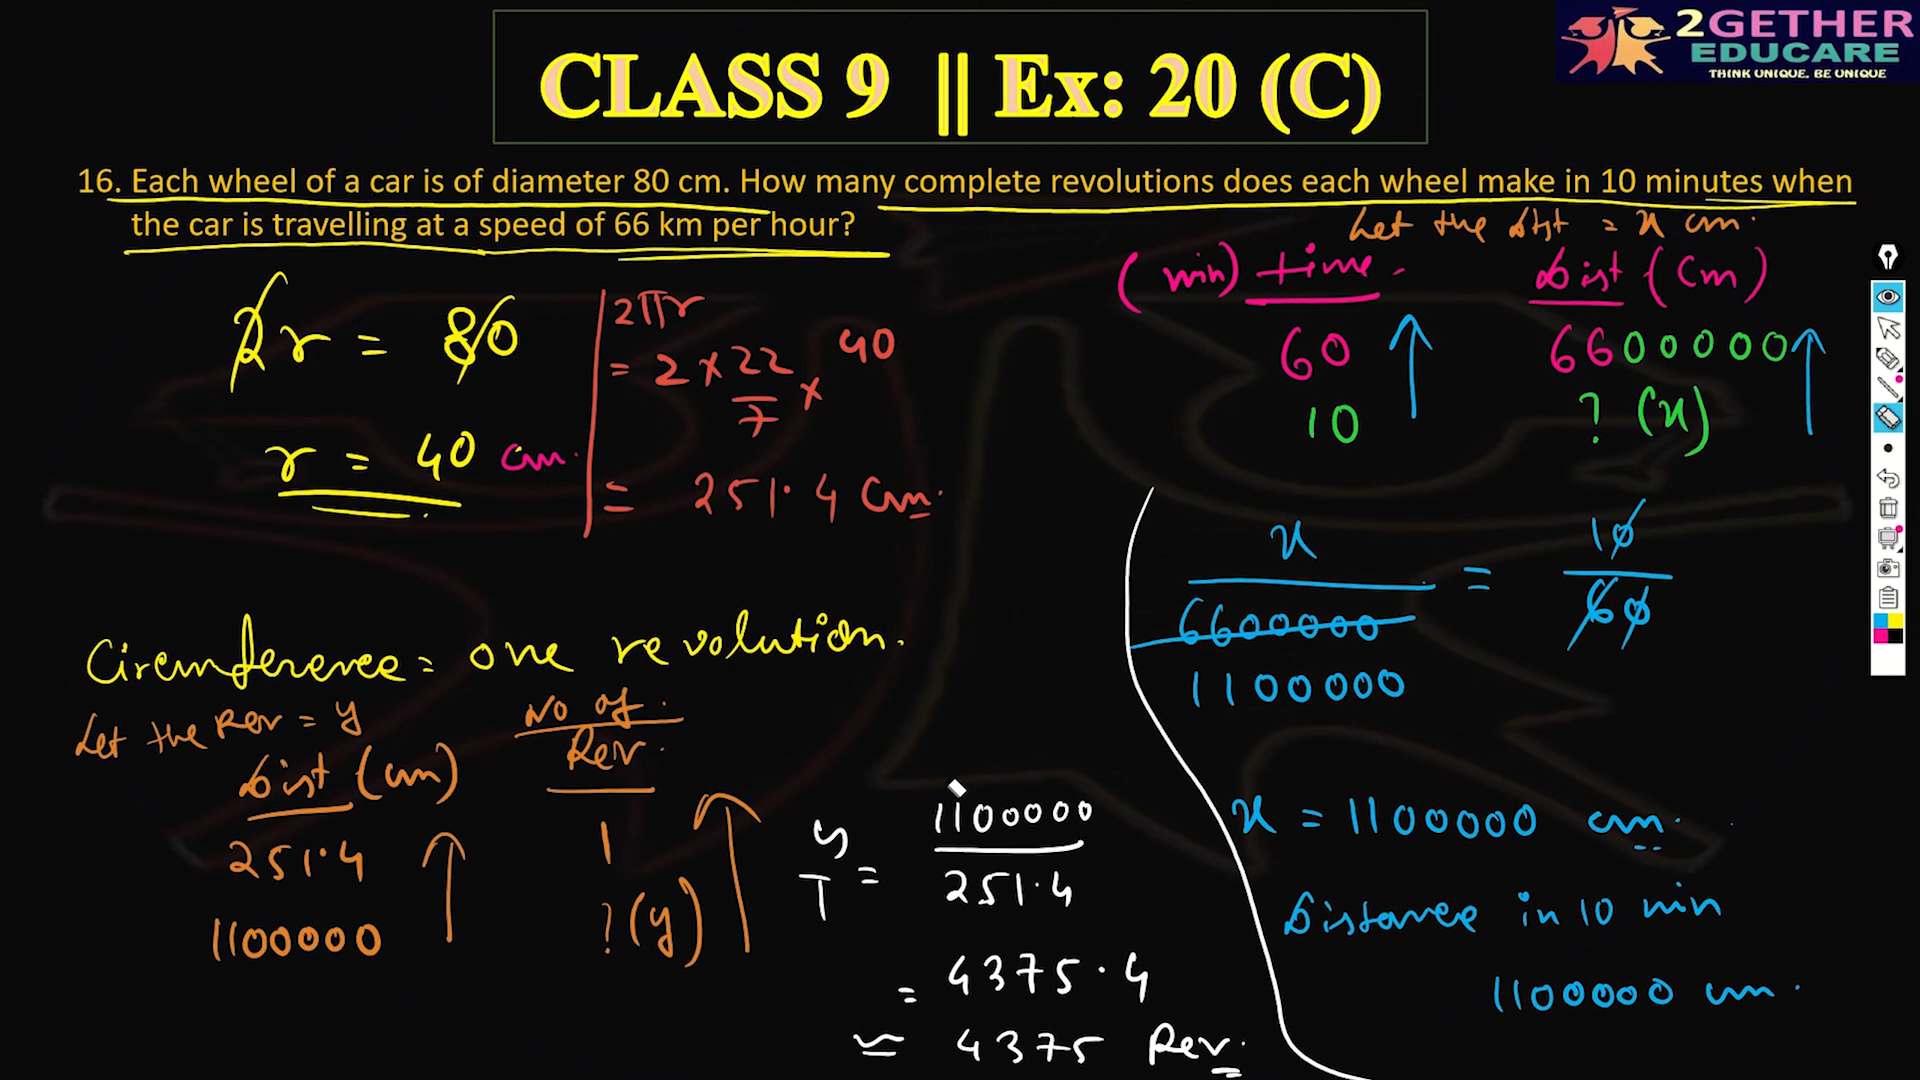 CLASS 9 || Ex: 20 (C)
2GETHER
EDUCARE
THINK UNIQUE. BE UNIQUE
16. Each wheel of a car is of diameter 80 cm. How many complete revolutions does each wheel make in 10 minutes when
the car is travelling at a speed of 66 km per hour?
Let the dist = x cm.
2r = 80
r = 40 cm.
2πr
= 2 × 22/7 × 40
= 251.4 cm.
(min) time. Dist (cm)
60 6600000
10 ? (x)
x/6600000 = 10/60
1100000
x = 1100000 cm.
Distance in 10 min
1100000 cm.
Circumference = one revolution.
Let the Rev = y
Dist (cm) No of. Rev.
251.4 1
1100000 ? (y)
y/1 = 1100000/251.4
= 4375.4
≃ 4375 Rev.